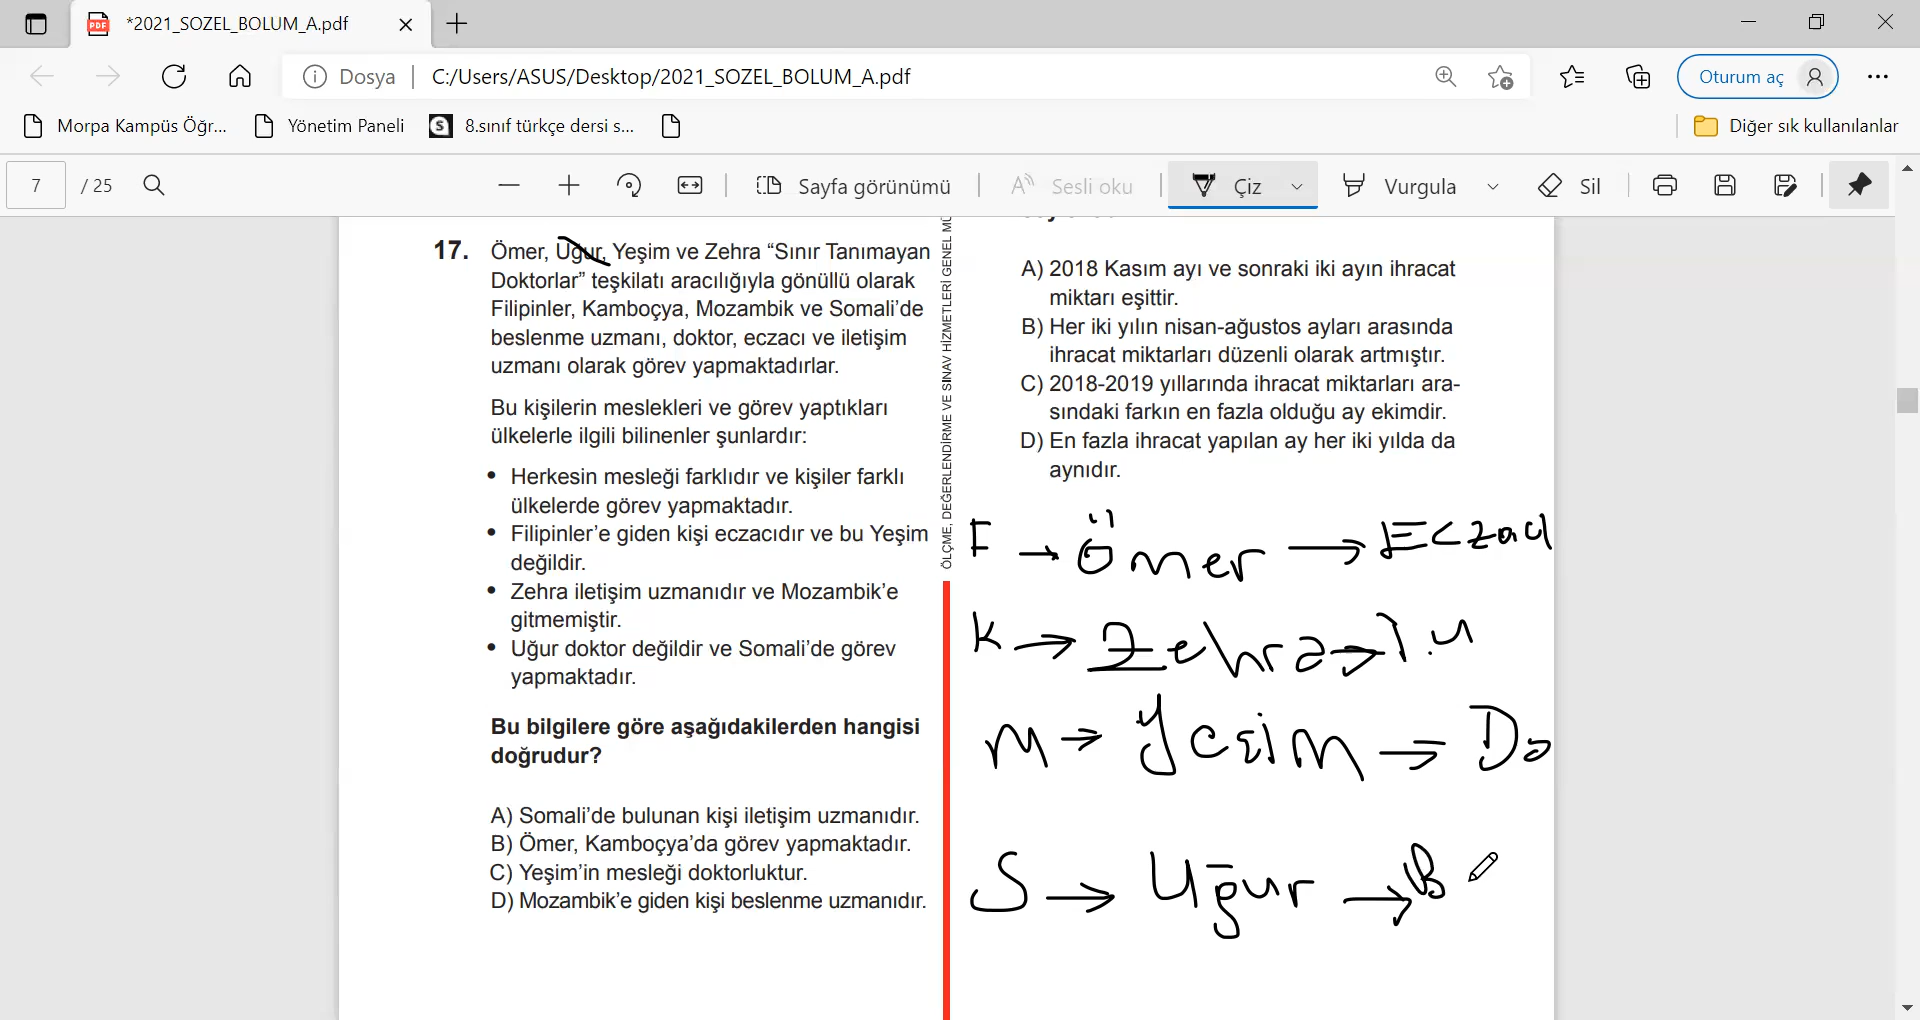 *2021_SOZEL_BOLUM_A.pdf
Dosya | C:/Users/ASUS/Desktop/2021_SOZEL_BOLUM_A.pdf
Oturum aç
Morpa Kampüs Öğr...
Yönetim Paneli
8.sınıf türkçe dersi s...
Diğer sık kullanılanlar
7 / 25
Sayfa görünümü
Sesli oku
Çiz
Vurgula
Sil
17. Ömer, Uğur, Yeşim ve Zehra “Sınır Tanımayan
Doktorlar” teşkilatı aracılığıyla gönüllü olarak
Filipinler, Kamboçya, Mozambik ve Somali’de
beslenme uzmanı, doktor, eczacı ve iletişim
uzmanı olarak görev yapmaktadırlar.
Bu kişilerin meslekleri ve görev yaptıkları
ülkelerle ilgili bilinenler şunlardır:
• Herkesin mesleği farklıdır ve kişiler farklı
ülkelerde görev yapmaktadır.
• Filipinler’e giden kişi eczacıdır ve bu Yeşim
değildir.
• Zehra iletişim uzmanıdır ve Mozambik’e
gitmemiştir.
• Uğur doktor değildir ve Somali’de görev
yapmaktadır.
Bu bilgilere göre aşağıdakilerden hangisi
doğrudur?
A) Somali’de bulunan kişi iletişim uzmanıdır.
B) Ömer, Kamboçya’da görev yapmaktadır.
C) Yeşim’in mesleği doktorluktur.
D) Mozambik’e giden kişi beslenme uzmanıdır.
ÖLÇME, DEĞERLENDİRME VE SINAV HİZMETLERİ GENEL MÜ
A) 2018 Kasım ayı ve sonraki iki ayın ihracat
miktarı eşittir.
B) Her iki yılın nisan-ağustos ayları arasında
ihracat miktarları düzenli olarak artmıştır.
C) 2018-2019 yıllarında ihracat miktarları ara-
sındaki farkın en fazla olduğu ay ekimdir.
D) En fazla ihracat yapılan ay her iki yılda da
aynıdır.
F → Ömer → Eczacı
K → Zehra → İ.u
M → Yeşim → Do
S → Uğur → B